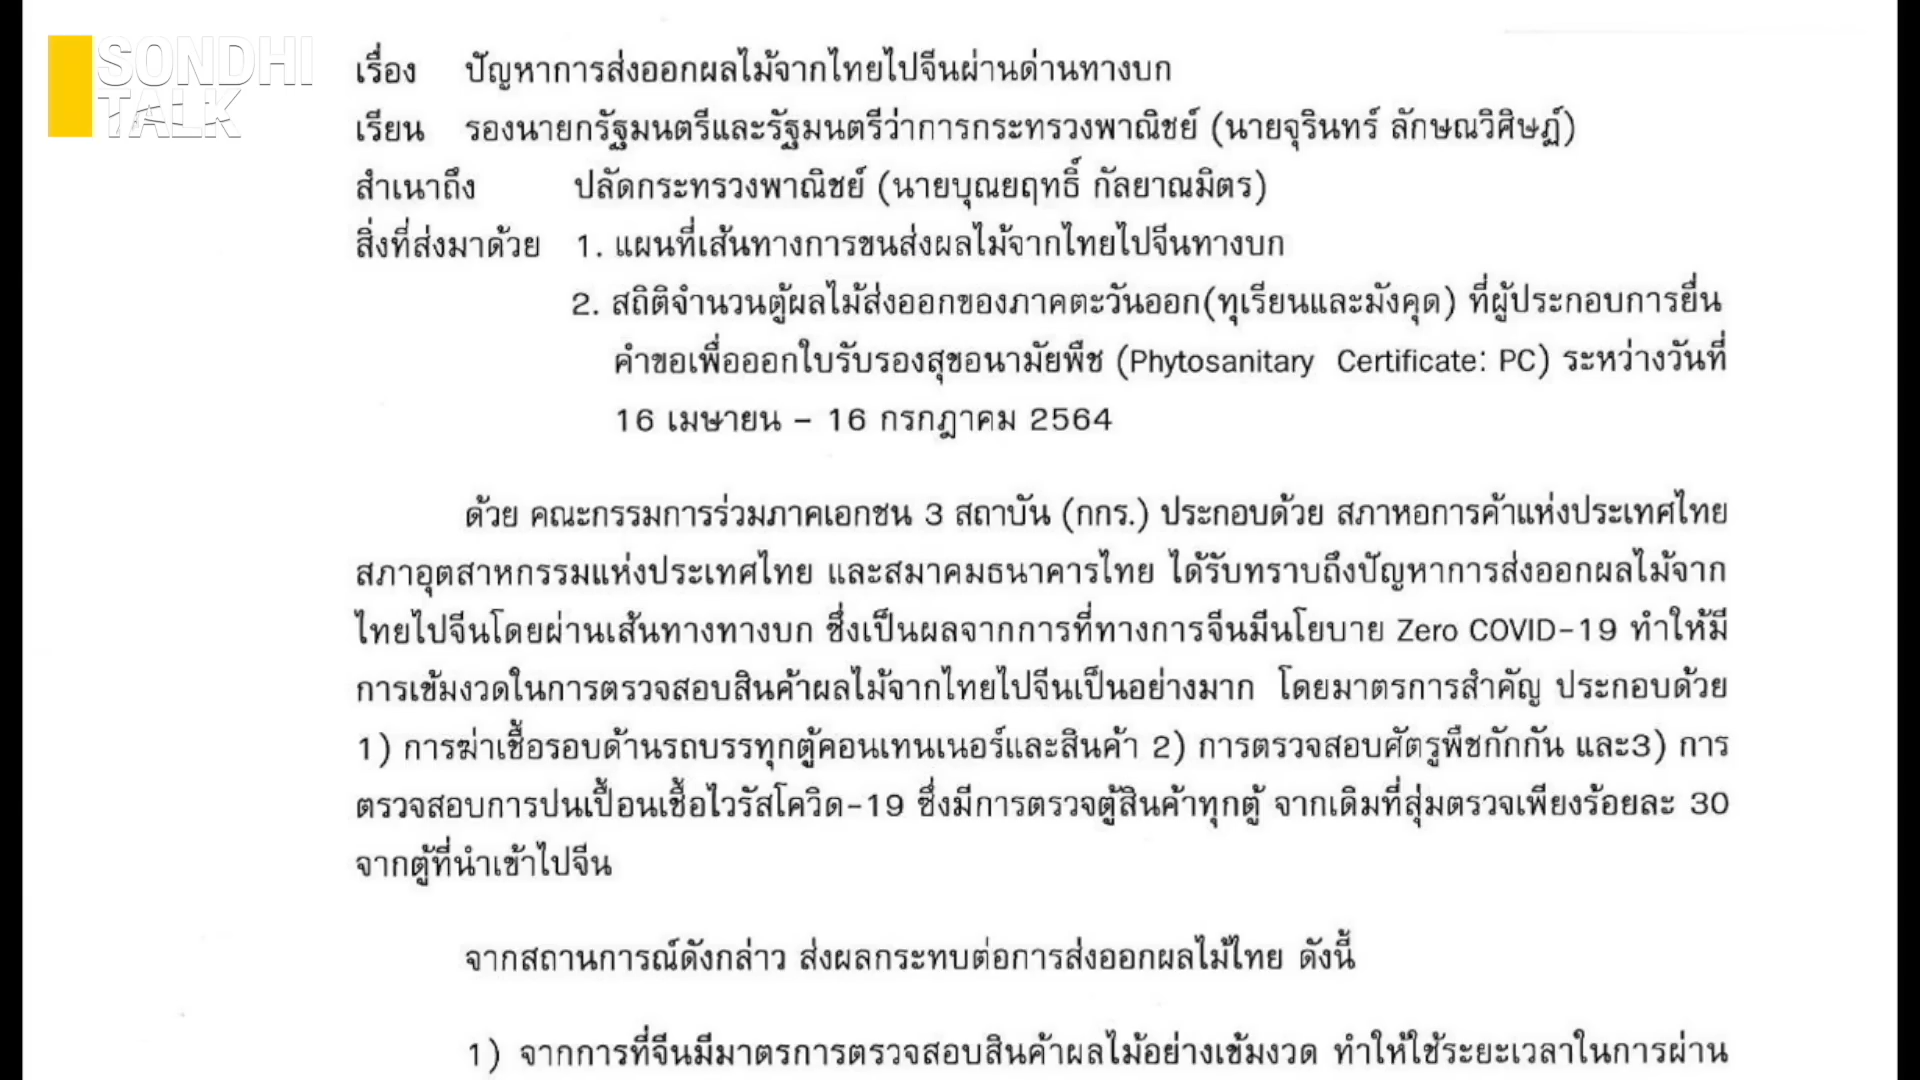 SONDHI
TALK
เรื่อง ปัญหาการส่งออกผลไม้จากไทยไปจีนผ่านด่านทางบก
เรียน รองนายกรัฐมนตรีและรัฐมนตรีว่าการกระทรวงพาณิชย์ (นายจุรินทร์ ลักษณวิศิษฏ์)
สำเนาถึง ปลัดกระทรวงพาณิชย์ (นายบุณยฤทธิ์ กัลยาณมิตร)
สิ่งที่ส่งมาด้วย 1. แผนที่เส้นทางการขนส่งผลไม้จากไทยไปจีนทางบก
2. สถิติจำนวนตู้ผลไม้ส่งออกของภาคตะวันออก(ทุเรียนและมังคุด) ที่ผู้ประกอบการยื่น
คำขอเพื่อออกใบรับรองสุขอนามัยพืช (Phytosanitary Certificate: PC) ระหว่างวันที่
16 เมษายน – 16 กรกฎาคม 2564
ด้วย คณะกรรมการร่วมภาคเอกชน 3 สถาบัน (กกร.) ประกอบด้วย สภาหอการค้าแห่งประเทศไทย
สภาอุตสาหกรรมแห่งประเทศไทย และสมาคมธนาคารไทย ได้รับทราบถึงปัญหาการส่งออกผลไม้จาก
ไทยไปจีนโดยผ่านเส้นทางทางบก ซึ่งเป็นผลจากการที่ทางการจีนมีนโยบาย Zero COVID-19 ทำให้มี
การเข้มงวดในการตรวจสอบสินค้าผลไม้จากไทยไปจีนเป็นอย่างมาก โดยมาตรการสำคัญ ประกอบด้วย
1) การฆ่าเชื้อรอบด้านรถบรรทุกตู้คอนเทนเนอร์และสินค้า 2) การตรวจสอบศัตรูพืชกักกัน และ3) การ
ตรวจสอบการปนเปื้อนเชื้อไวรัสโควิด-19 ซึ่งมีการตรวจตู้สินค้าทุกตู้ จากเดิมที่สุ่มตรวจเพียงร้อยละ 30
จากตู้ที่นำเข้าไปจีน
จากสถานการณ์ดังกล่าว ส่งผลกระทบต่อการส่งออกผลไม้ไทย ดังนี้
1) จากการที่จีนมีมาตรการตรวจสอบสินค้าผลไม้อย่างเข้มงวด ทำให้ใช้ระยะเวลาในการผ่าน